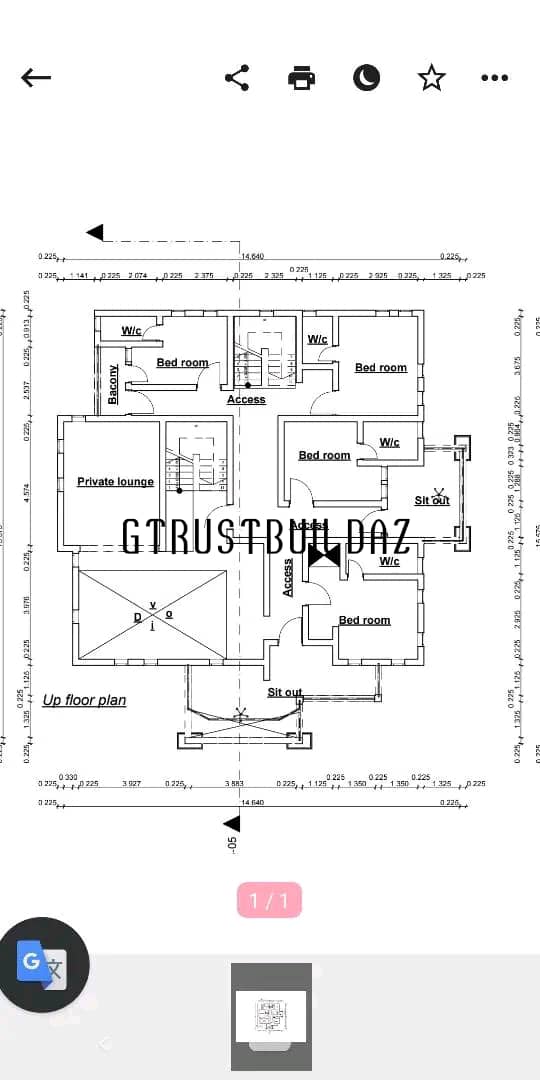 14.640
0.225
0.225
0.225
0.225 1.141 0.225 2.074 0.225 2.375 0.225 2.325 1.125 0.225 2.925 0.225 1.325 0.225
W/c
W/c
Bed room
Bed room
Bacony
Access
W/c
Bed room
Private lounge
Sit out
Access
GTRUSTBUILDAZ
W/c
Access
V
D o
i
Bed room
Sit out
Up floor plan
0.225
0.913
0.225
2.537
0.225
4.574
0.225
3.976
0.225
1.125
0.225
1.325
0.225
0.225
3.675
0.225
0.225
0.323
0.225
1.125
0.225
1.125
2.925
0.225
1.125
0.225
1.325
0.225
0.330 0.225 0.225 0.225
0.225 0.225 3.927 0.225 3.883 0.225 1.125 1.350 1.350 1.325 0.225
0.225 14.640 0.225
-05
1 / 1
G 文